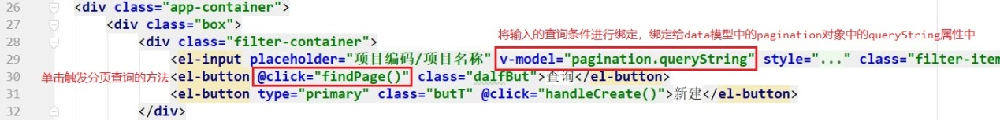 26 <div class="app-container">
27 <div class="box">
28 <div class="filter-container">
将输入的查询条件进行绑定，绑定给data模型中的pagination对象中的queryString属性中
29 <el-input placeholder="项目编码/项目名称" v-model="pagination.queryString" style="..." class="filter-item
30 单击触发分页查询的方法 <el-button @click="findPage()" class="dalfBut">查询</el-button>
31 <el-button type="primary" class="butT" @click="handleCreate()">新建</el-button>
32 </div>